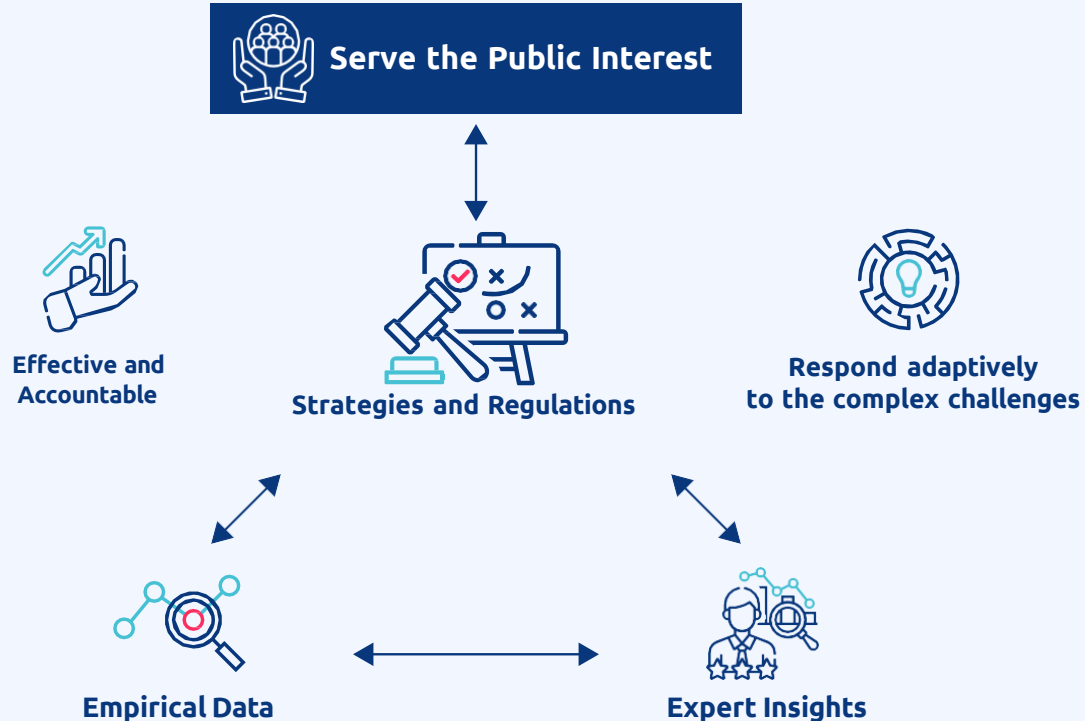 Serve the Public Interest
Effective and
Accountable
Strategies and Regulations
Respond adaptively
to the complex challenges
Empirical Data
Expert Insights